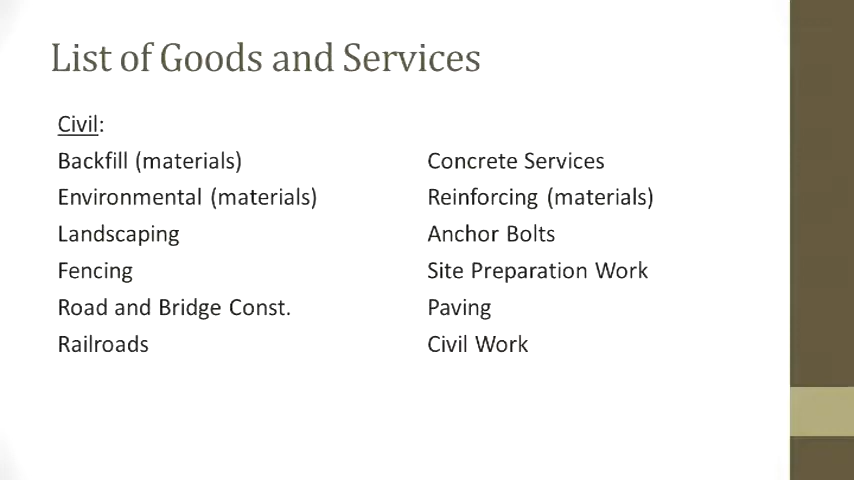 List of Goods and Services
Civil:
Backfill (materials)
Environmental (materials)
Landscaping
Fencing
Road and Bridge Const.
Railroads
Concrete Services
Reinforcing (materials)
Anchor Bolts
Site Preparation Work
Paving
Civil Work